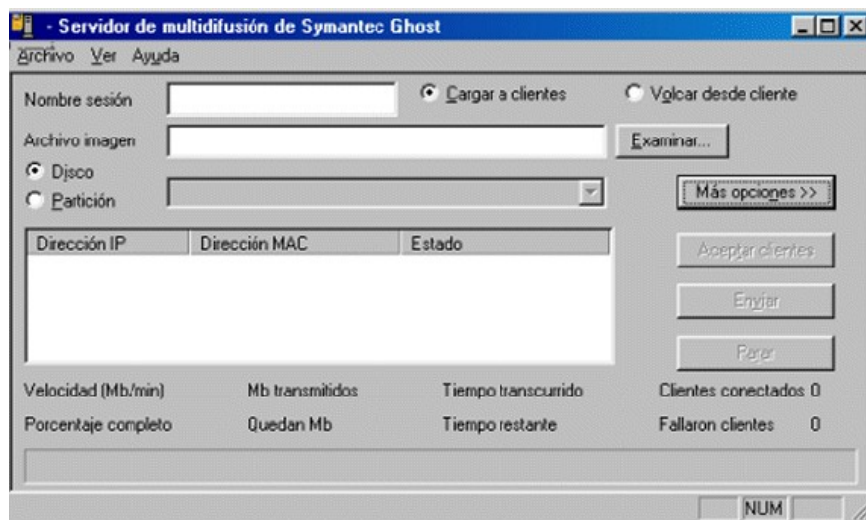 - Servidor de multidifusión de Symantec Ghost
Archivo Ver Ayuda
Nombre sesión
Cargar a clientes
Volcar desde cliente
Archivo imagen
Examinar...
Disco
Partición
Más opciones >>
Dirección IP Dirección MAC Estado
Aceptar clientes
Enviar
Parar
Velocidad (Mb/min) Mb transmitidos Tiempo transcurrido Clientes conectados 0
Porcentaje completo Quedan Mb Tiempo restante Fallaron clientes 0
NUM